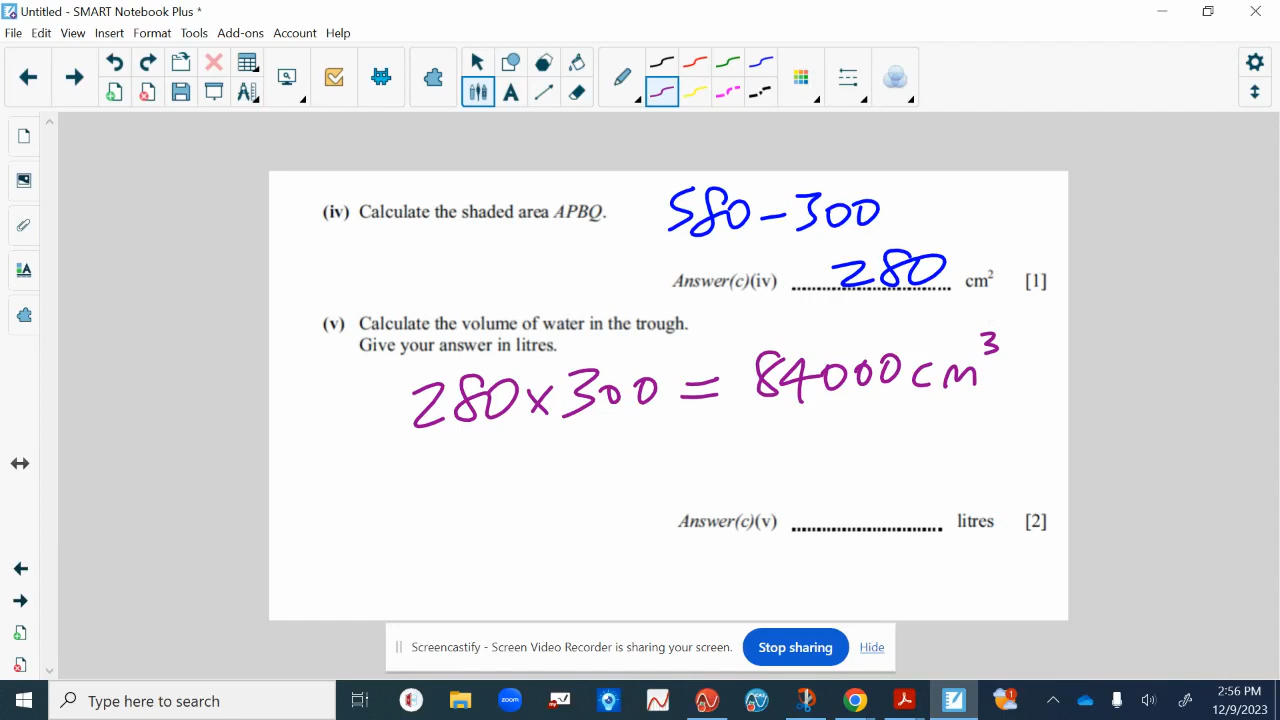 Untitled - SMART Notebook Plus *
File Edit View Insert Format Tools Add-ons Account Help
(iv) Calculate the shaded area APBQ.
580-300
Answer(c)(iv) 280 cm² [1]
(v) Calculate the volume of water in the trough.
Give your answer in litres.
280×300 = 84000cm³
Answer(c)(v) ........................... litres [2]
Screencastify - Screen Video Recorder is sharing your screen. Stop sharing Hide
Type here to search
zoom
1
2:56 PM
12/9/2023